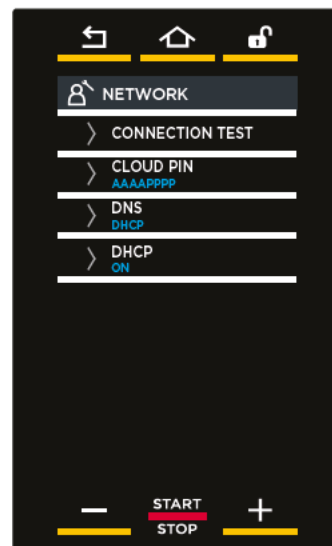 NETWORK
CONNECTION TEST
CLOUD PIN
AAAAPPPP
DNS
DHCP
DHCP
ON
START
STOP